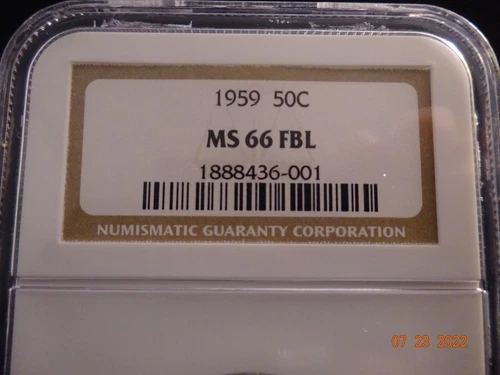 1959 50C
MS 66 FBL
1888436-001
NUMISMATIC GUARANTY CORPORATION
07 23 2022